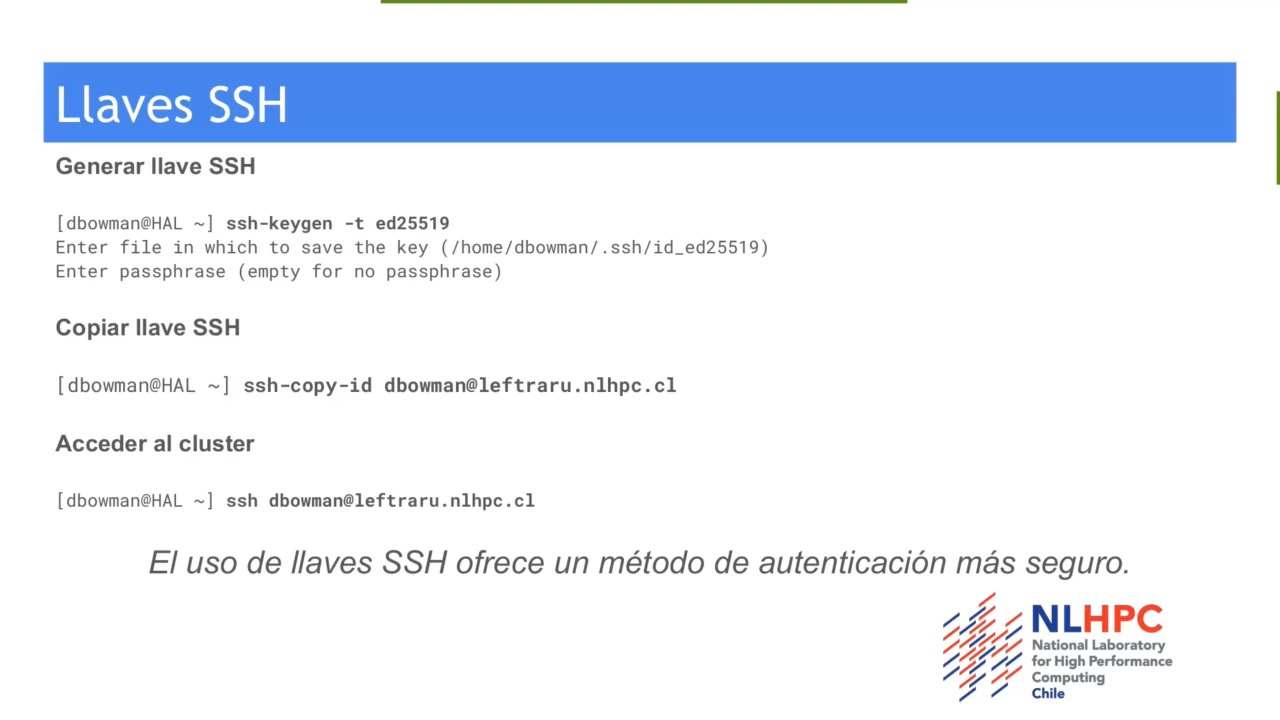 Llaves SSH
Generar llave SSH
[dbowman@HAL ~] ssh-keygen -t ed25519
Enter file in which to save the key (/home/dbowman/.ssh/id_ed25519)
Enter passphrase (empty for no passphrase)
Copiar llave SSH
[dbowman@HAL ~] ssh-copy-id dbowman@leftraru.nlhpc.cl
Acceder al cluster
[dbowman@HAL ~] ssh dbowman@leftraru.nlhpc.cl
El uso de llaves SSH ofrece un método de autenticación más seguro.
NLHPC
National Laboratory
for High Performance
Computing
Chile